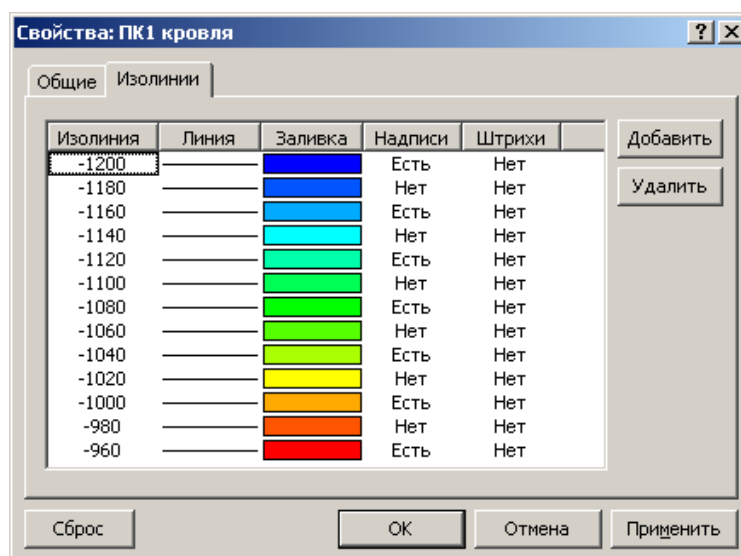 Свойства: ПК1 кровля
Общие Изолинии
Изолиния Линия Заливка Надписи Штрихи
-1200 Есть Нет
-1180 Нет Нет
-1160 Есть Нет
-1140 Нет Нет
-1120 Есть Нет
-1100 Нет Нет
-1080 Есть Нет
-1060 Нет Нет
-1040 Есть Нет
-1020 Нет Нет
-1000 Есть Нет
-980 Нет Нет
-960 Есть Нет
Добавить
Удалить
Сброс ОК Отмена Применить